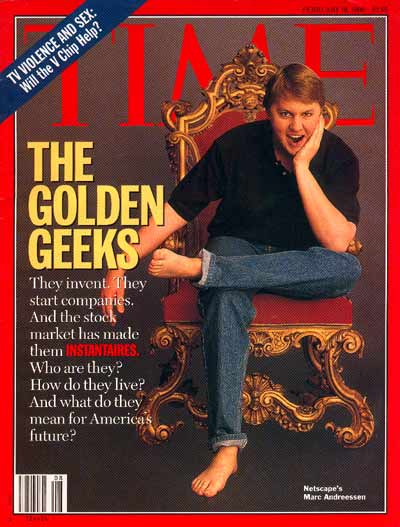 TV VIOLENCE AND SEX:
Will the V Chip Help?
TIME
THE
GOLDEN
GEEKS
They invent. They
start companies.
And the stock
market has made
them INSTANTAIRES.
Who are they?
How do they live?
And what do they
mean for America's
future?
08
Netscape's
Marc Andreessen